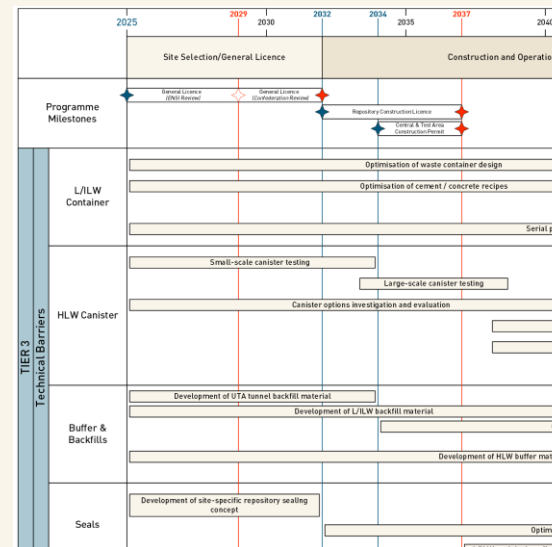 2025
2029
2030
2032
2034
2035
2037
2040
Site Selection/General Licence
Construction and Operatio
Programme
Milestones
General Licence
(ENSI Review)
General Licence
(Confederation Review)
Repository Construction Licence
Central & Test Area
Construction Permit
TIER 3
Technical Barriers
L/ILW
Container
Optimisation of waste container design
Optimisation of cement / concrete recipes
Serial p
HLW Canister
Small-scale canister testing
Large-scale canister testing
Canister options investigation and evaluation
Buffer &
Backfills
Development of UTA tunnel backfill material
Development of L/ILW backfill material
Development of HLW buffer mat
Seals
Development of site-specific repository sealing
concept
Optim